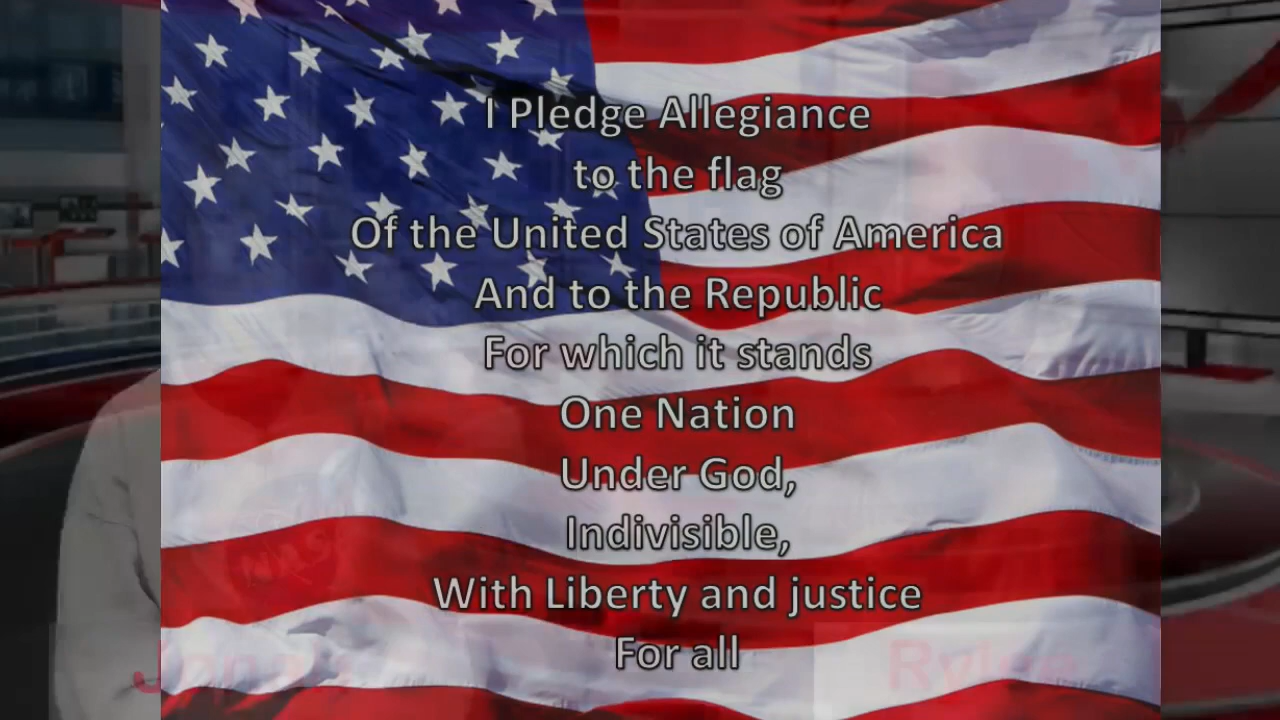 I Pledge Allegiance
to the flag
Of the United States of America
And to the Republic
For which it stands
One Nation
Under God,
Indivisible,
With Liberty and justice
For all